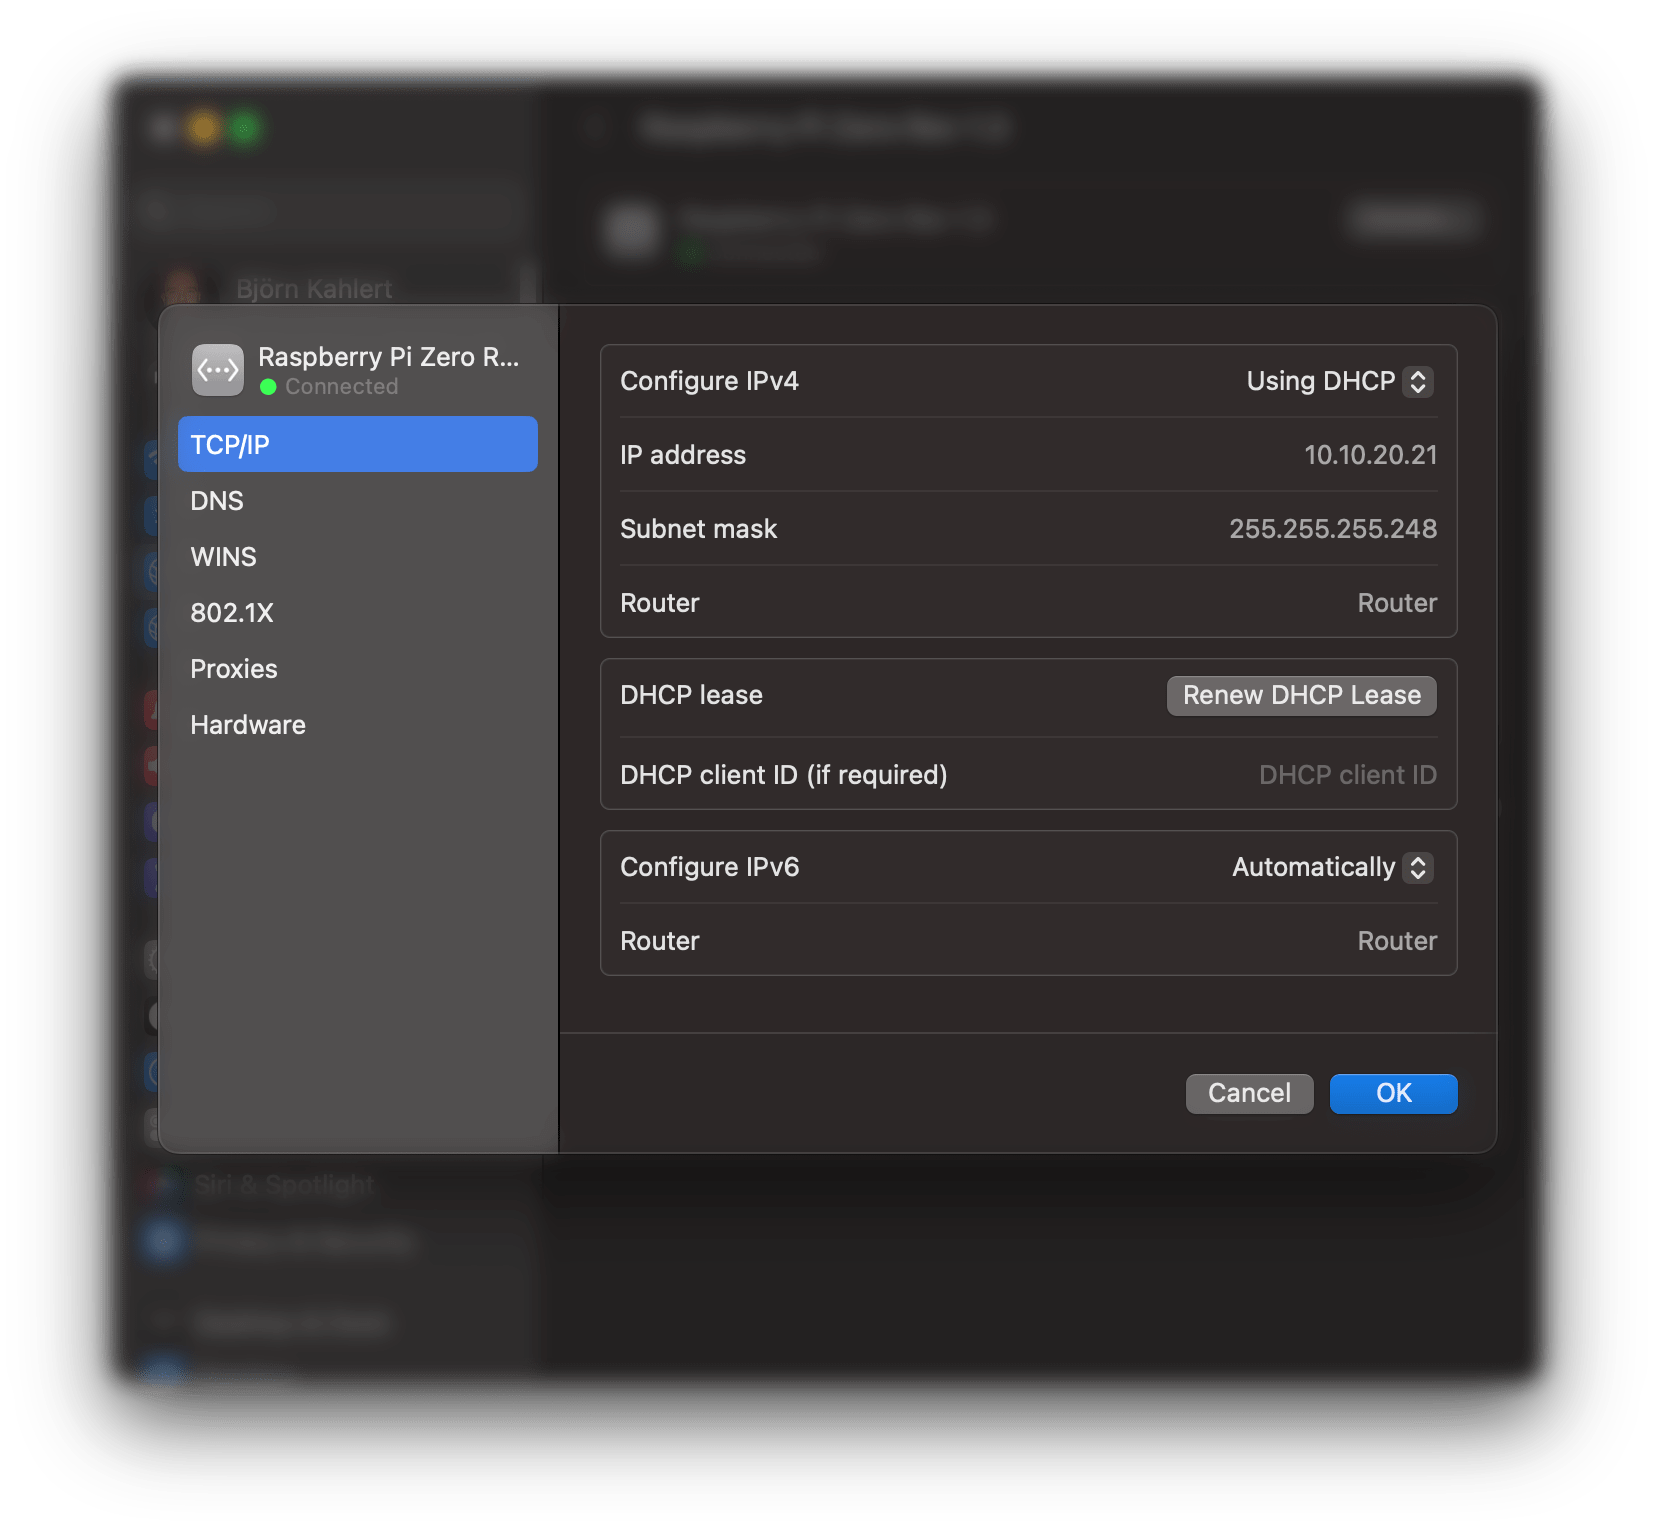 Björn Kahlert
Raspberry Pi Zero R...
Connected
TCP/IP
DNS
WINS
802.1X
Proxies
Hardware
Configure IPv4
Using DHCP
IP address
10.10.20.21
Subnet mask
255.255.255.248
Router
Router
DHCP lease
Renew DHCP Lease
DHCP client ID (if required)
DHCP client ID
Configure IPv6
Automatically
Router
Router
Cancel
OK
Siri & Spotlight